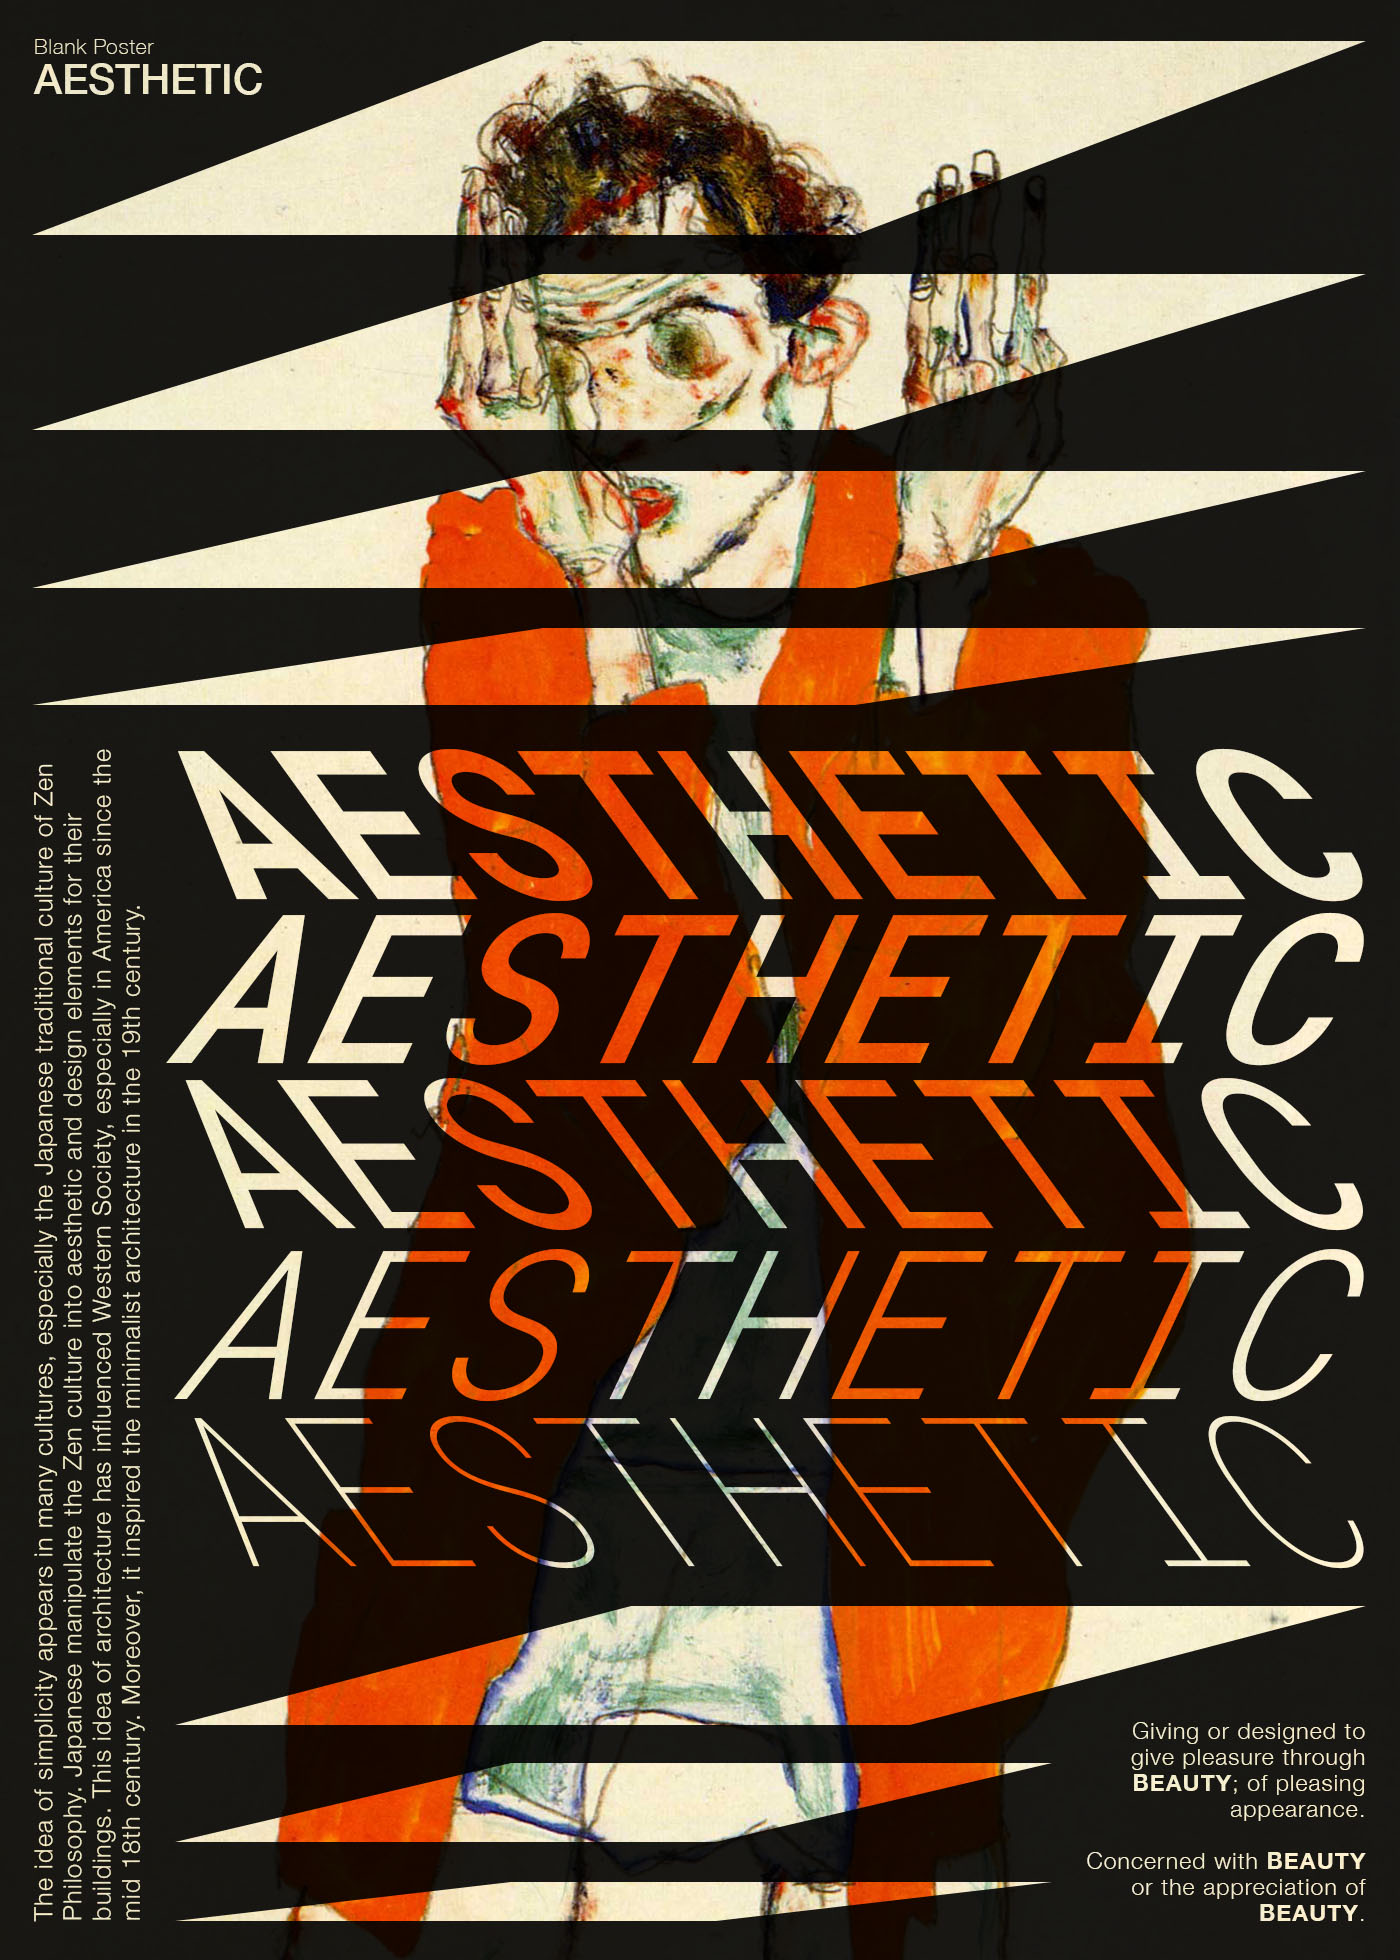 Blank Poster
AESTHETIC
The idea of simplicity appears in many cultures, especially the Japanese traditional culture of Zen
Philosophy. Japanese manipulate the Zen culture into aesthetic and design elements for their
buildings. This idea of architecture has influenced Western Society, especially in America since the
mid 18th century. Moreover, it inspired the minimalist architecture in the 19th century.
AESTHETIC
AESTHETIC
AESTHETIC
AESTHETIC
AESTHETIC
Giving or designed to
give pleasure through
BEAUTY; of pleasing
appearance.
Concerned with BEAUTY
or the appreciation of
BEAUTY.